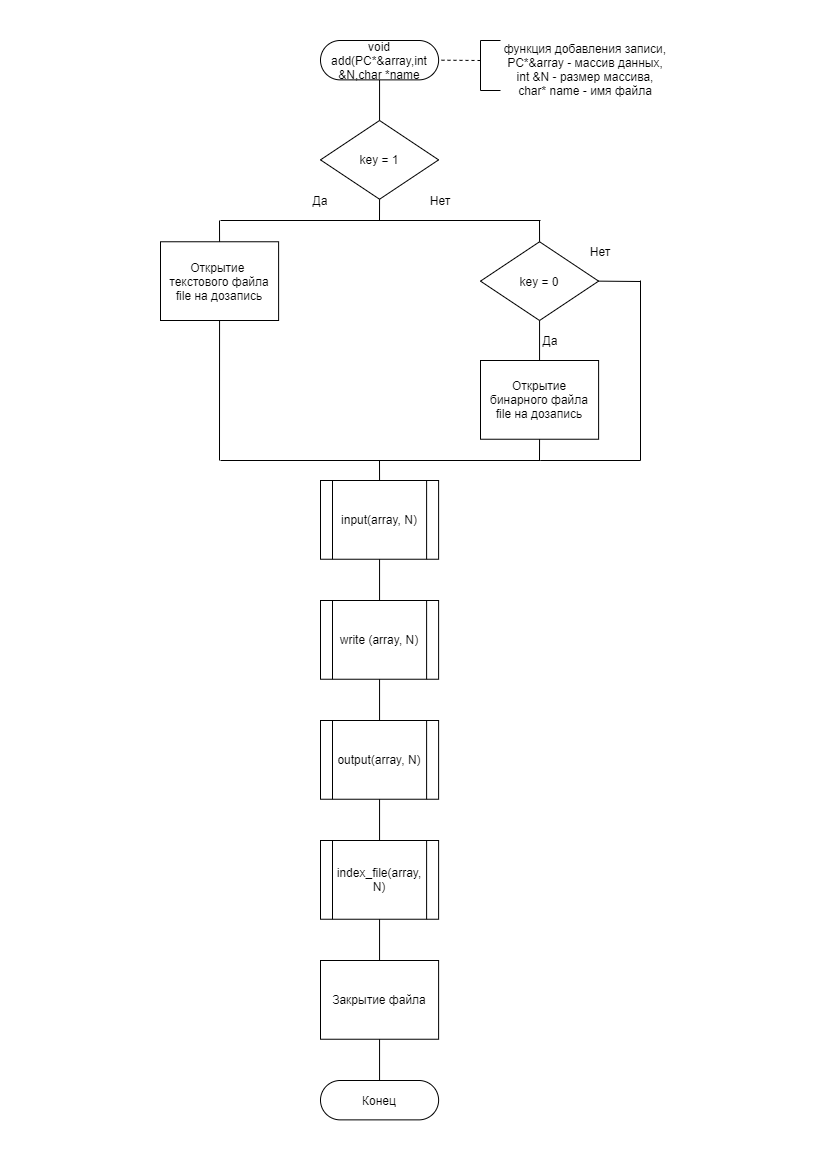 void
add(PC*&array,int
&N,char *name
функция добавления записи,
PC*&array - массив данных,
int &N - размер массива,
char* name - имя файла
key = 1
Да
Нет
Открытие
текстового файла
file на дозапись
Нет
key = 0
Да
Открытие
бинарного файла
file на дозапись
input(array, N)
write (array, N)
output(array, N)
index_file(array,
N)
Закрытие файла
Конец